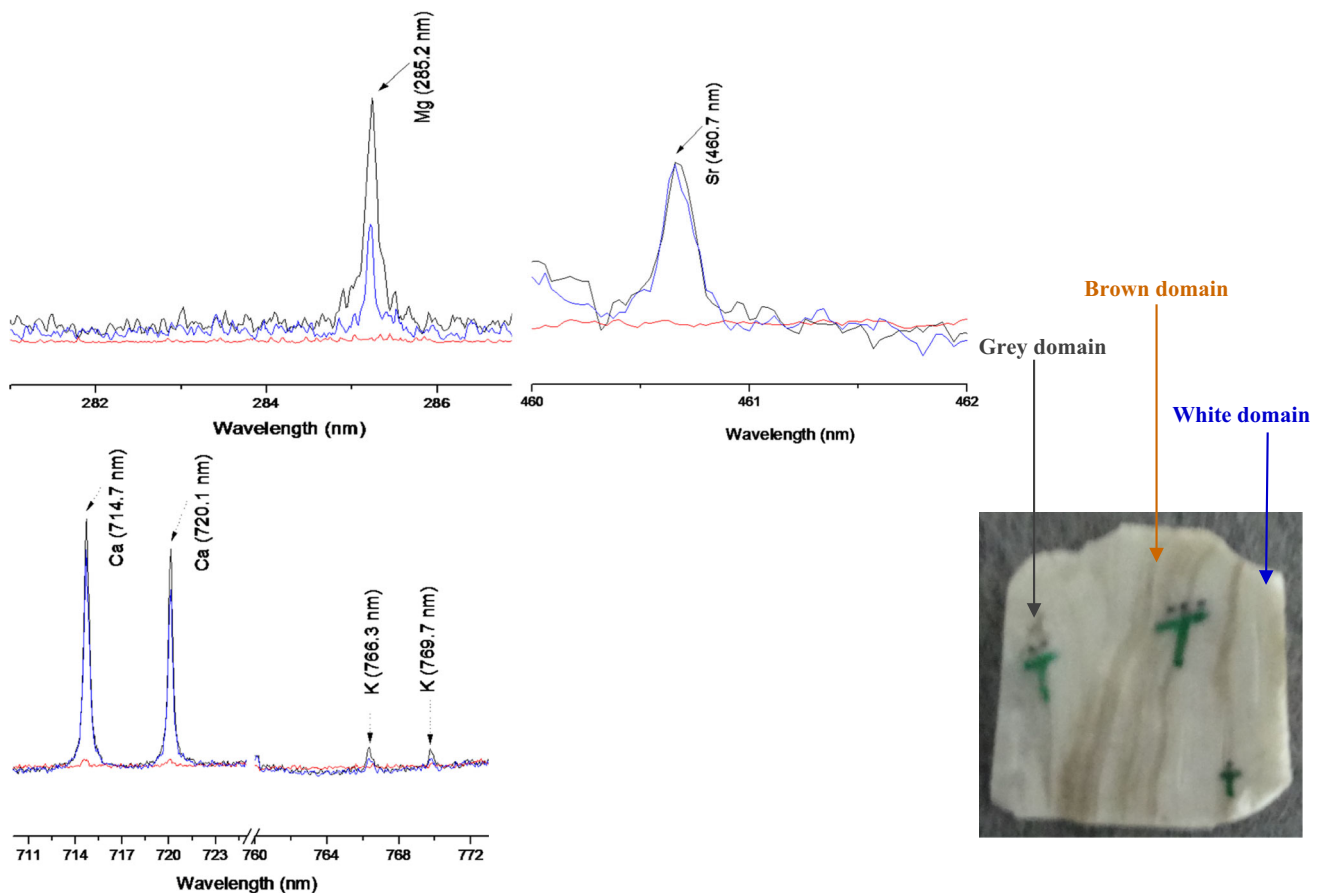 Mg (285.2 nm)
282
284
286
Wavelength (nm)
Sr (460.7 nm)
460
461
462
Wavelength (nm)
Brown domain
Grey domain
White domain
Ca (714.7 nm)
Ca (720.1 nm)
K (766.3 nm)
K (769.7 nm)
711
714
717
720
723
760
764
768
772
Wavelength (nm)
T
T
T